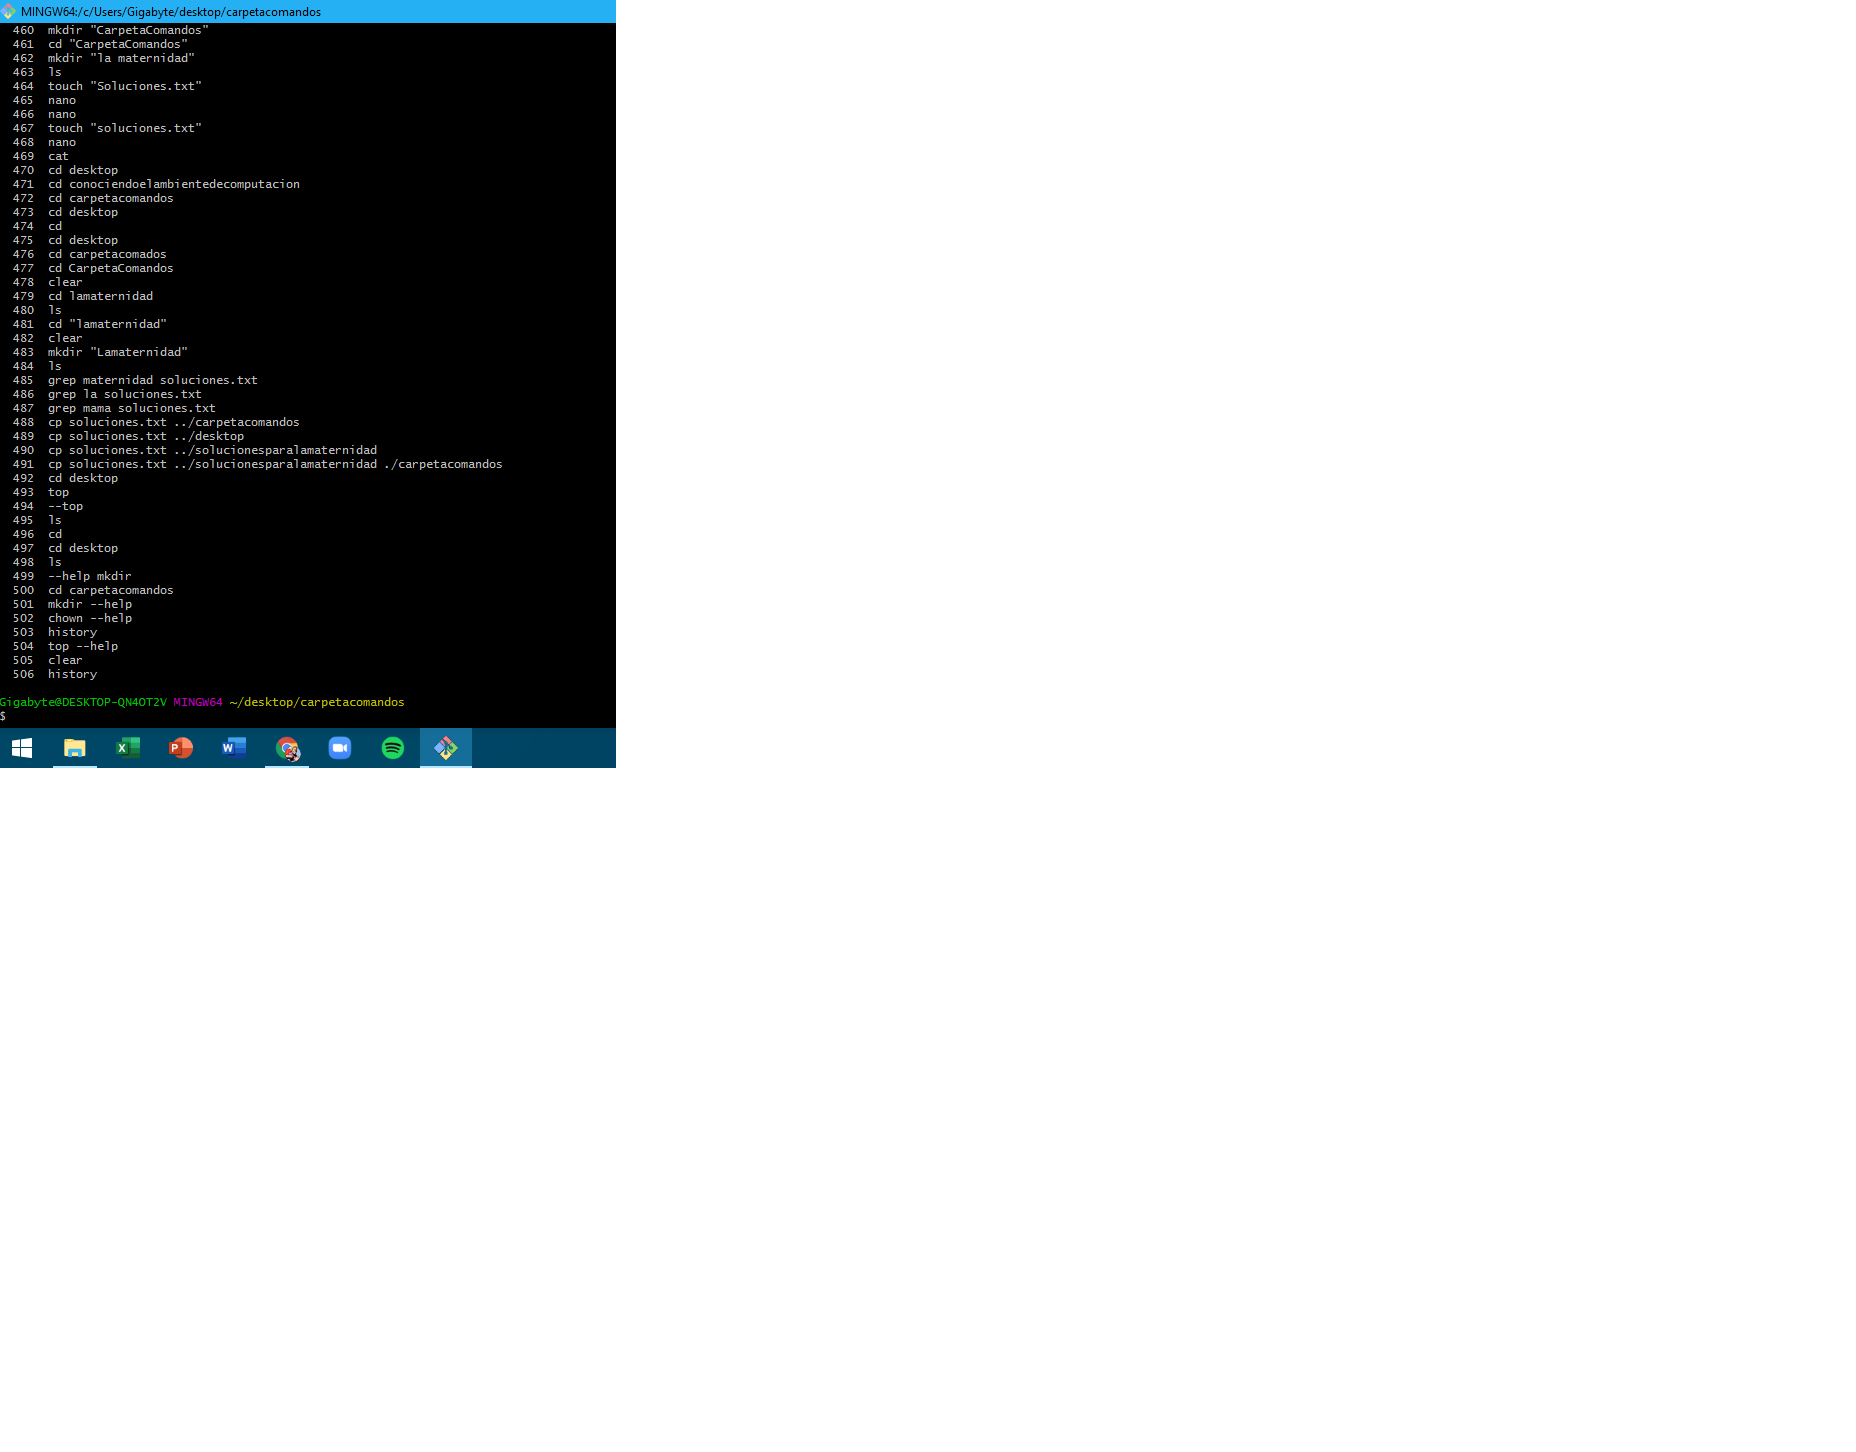 MINGW64:/c/Users/Gigabyte/desktop/carpetacomandos
460 mkdir "CarpetaComandos"
461 cd "CarpetaComandos"
462 mkdir "la maternidad"
463 ls
464 touch "Soluciones.txt"
465 nano
466 nano
467 touch "soluciones.txt"
468 nano
469 cat
470 cd desktop
471 cd conociendoelambientedecomputacion
472 cd carpetacomandos
473 cd desktop
474 cd
475 cd desktop
476 cd carpetacomados
477 cd CarpetaComandos
478 clear
479 cd lamaternidad
480 ls
481 cd "lamaternidad"
482 clear
483 mkdir "Lamaternidad"
484 ls
485 grep maternidad soluciones.txt
486 grep la soluciones.txt
487 grep mama soluciones.txt
488 cp soluciones.txt ../carpetacomandos
489 cp soluciones.txt ../desktop
490 cp soluciones.txt ../solucionesparalamaternidad
491 cp soluciones.txt ../solucionesparalamaternidad ./carpetacomandos
492 cd desktop
493 top
494 --top
495 ls
496 cd
497 cd desktop
498 ls
499 --help mkdir
500 cd carpetacomandos
501 mkdir --help
502 chown --help
503 history
504 top --help
505 clear
506 history
Gigabyte@DESKTOP-QN4OT2V MINGW64 ~/desktop/carpetacomandos
$